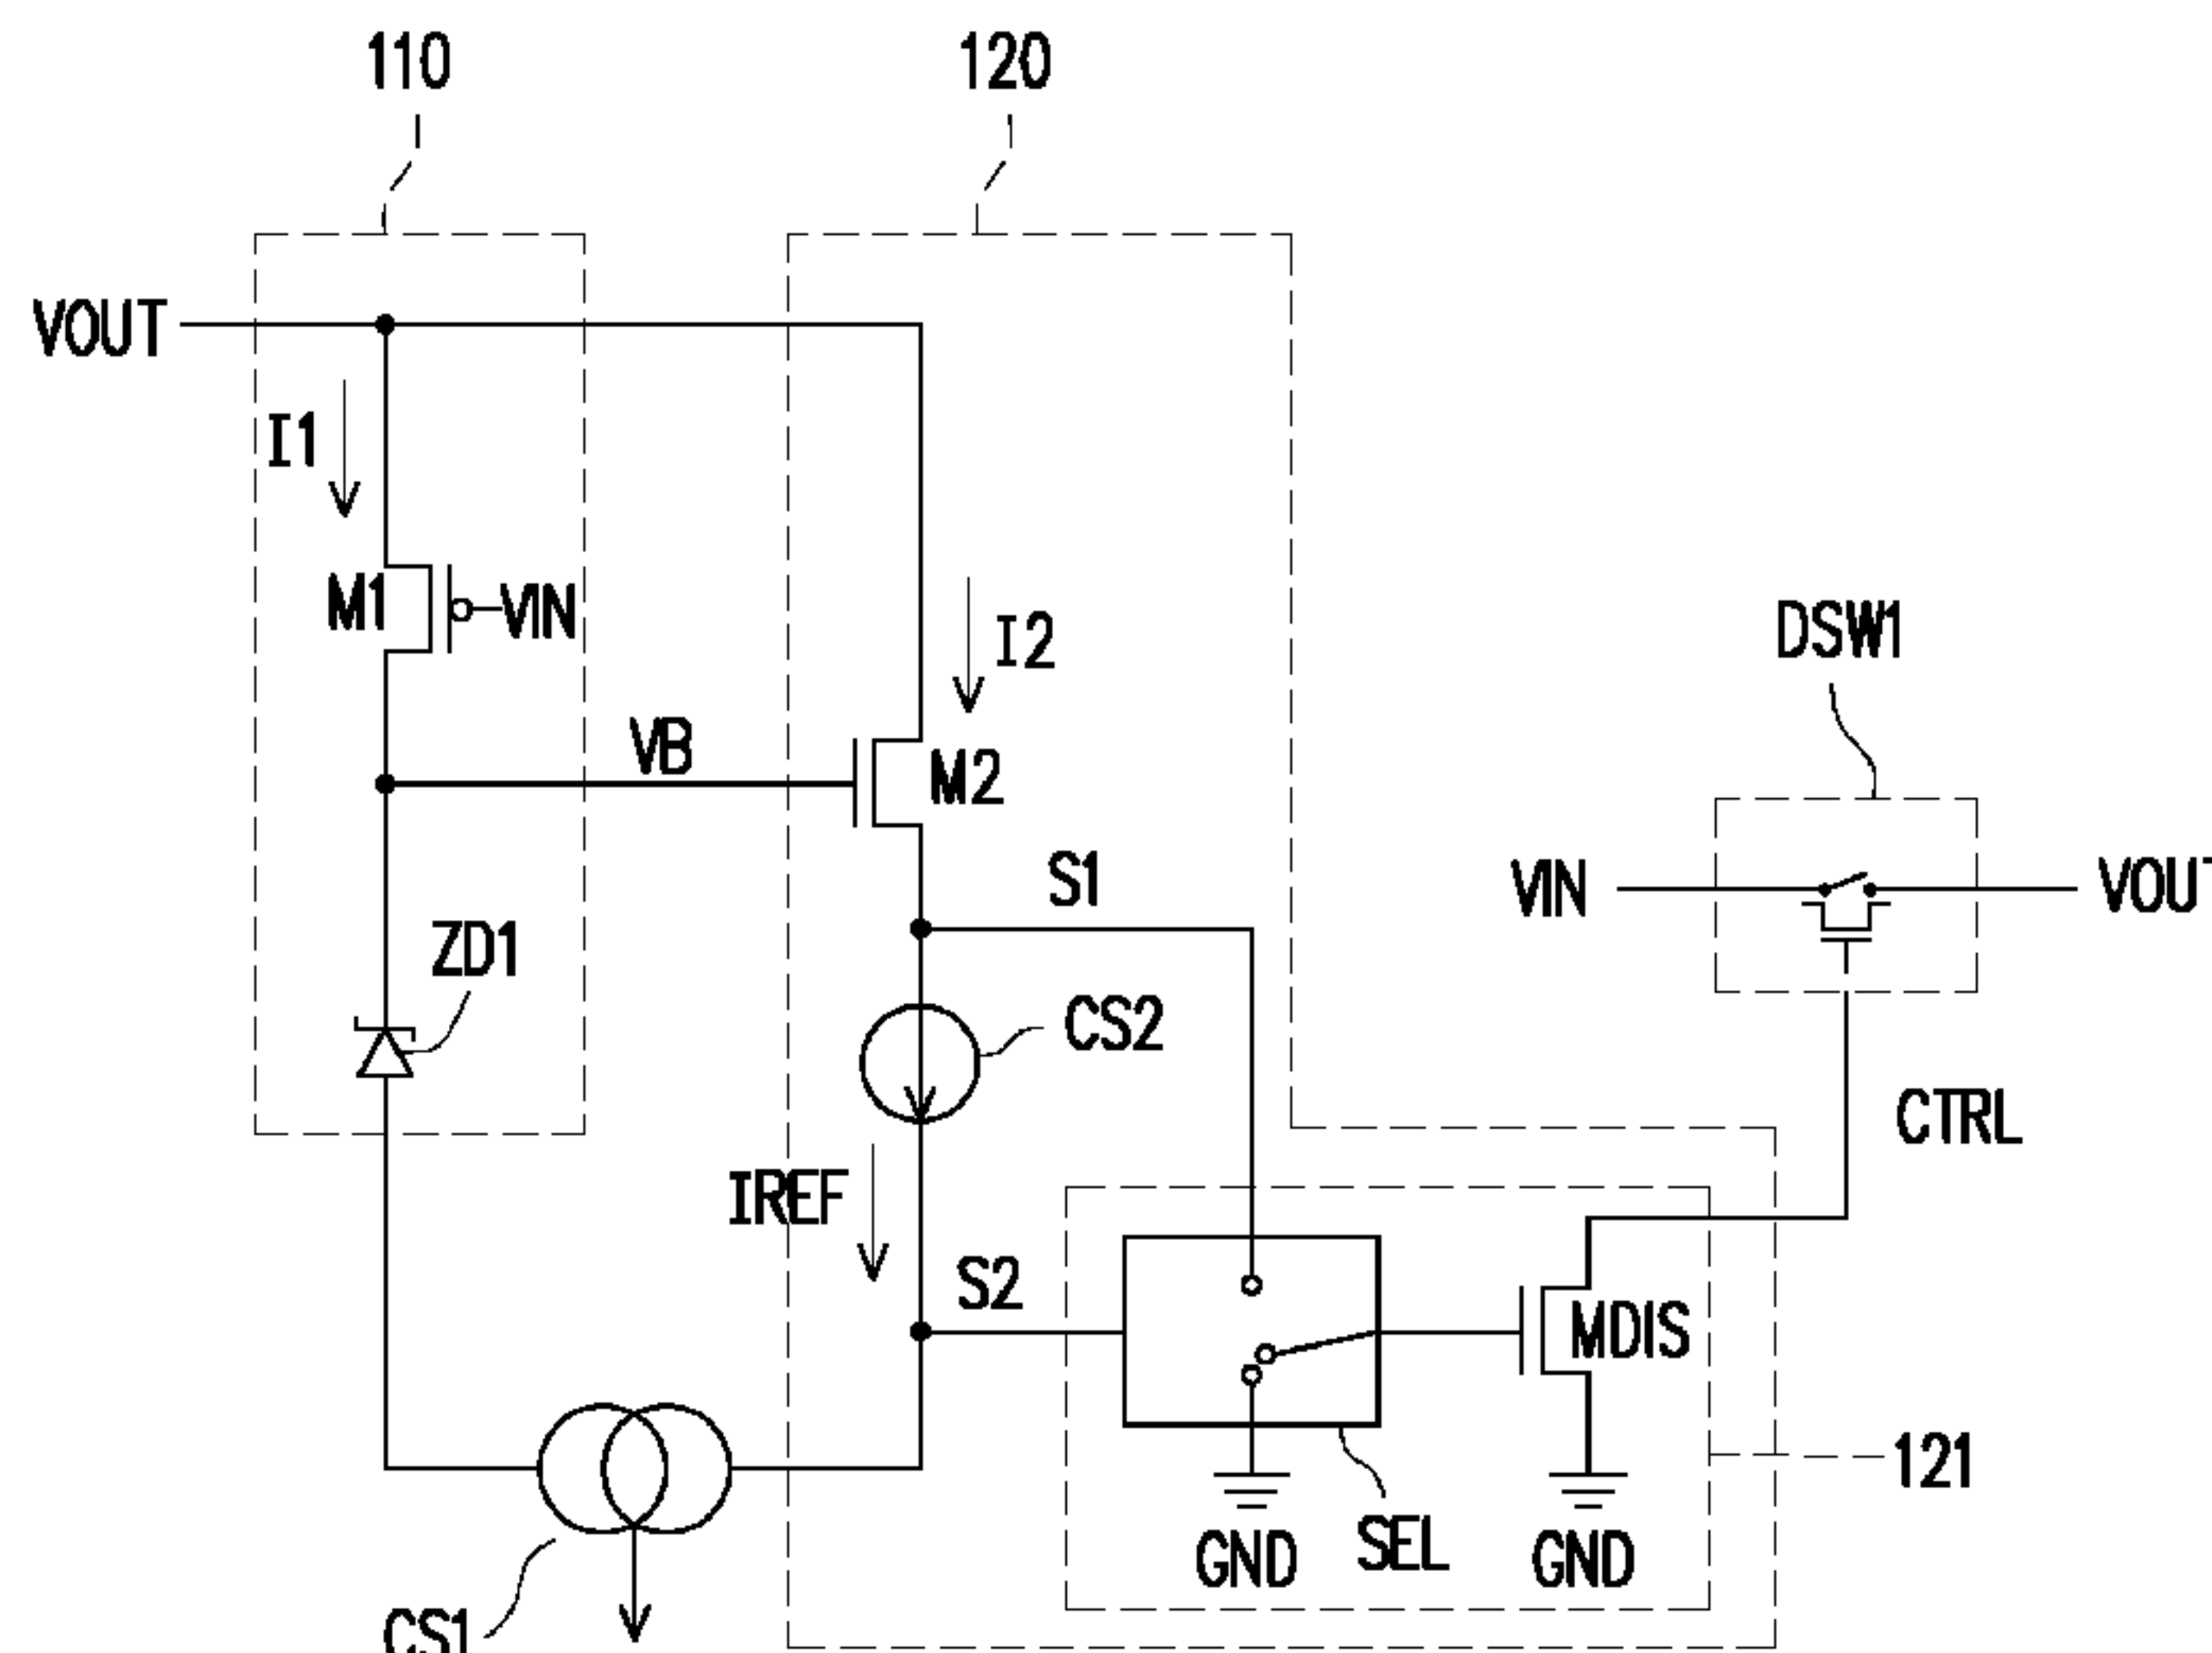 110
120
VOUT
I1
M1
VIN
I2
DSW1
VB
M2
S1
VIN
VOUT
ZD1
CS2
CTRL
IREF
S2
MDIS
121
GND
SEL
GND
CS1